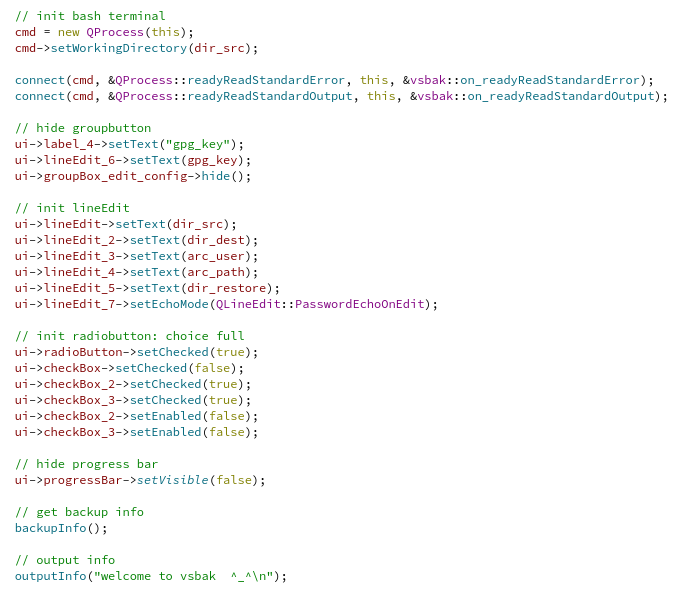 // init bash terminal
cmd = new QProcess(this);
cmd->setWorkingDirectory(dir_src);
connect(cmd, &QProcess::readyReadStandardError, this, &vsbak::on_readyReadStandardError);
connect(cmd, &QProcess::readyReadStandardOutput, this, &vsbak::on_readyReadStandardOutput);
// hide groupbutton
ui->label_4->setText("gpg_key");
ui->lineEdit_6->setText(gpg_key);
ui->groupBox_edit_config->hide();
// init lineEdit
ui->lineEdit->setText(dir_src);
ui->lineEdit_2->setText(dir_dest);
ui->lineEdit_3->setText(arc_user);
ui->lineEdit_4->setText(arc_path);
ui->lineEdit_5->setText(dir_restore);
ui->lineEdit_7->setEchoMode(QLineEdit::PasswordEchoOnEdit);
// init radiobutton: choice full
ui->radioButton->setChecked(true);
ui->checkBox->setChecked(false);
ui->checkBox_2->setChecked(true);
ui->checkBox_3->setChecked(true);
ui->checkBox_2->setEnabled(false);
ui->checkBox_3->setEnabled(false);
// hide progress bar
ui->progressBar->setVisible(false);
// get backup info
backupInfo();
// output info
outputInfo("welcome to vsbak  ^_^\n");